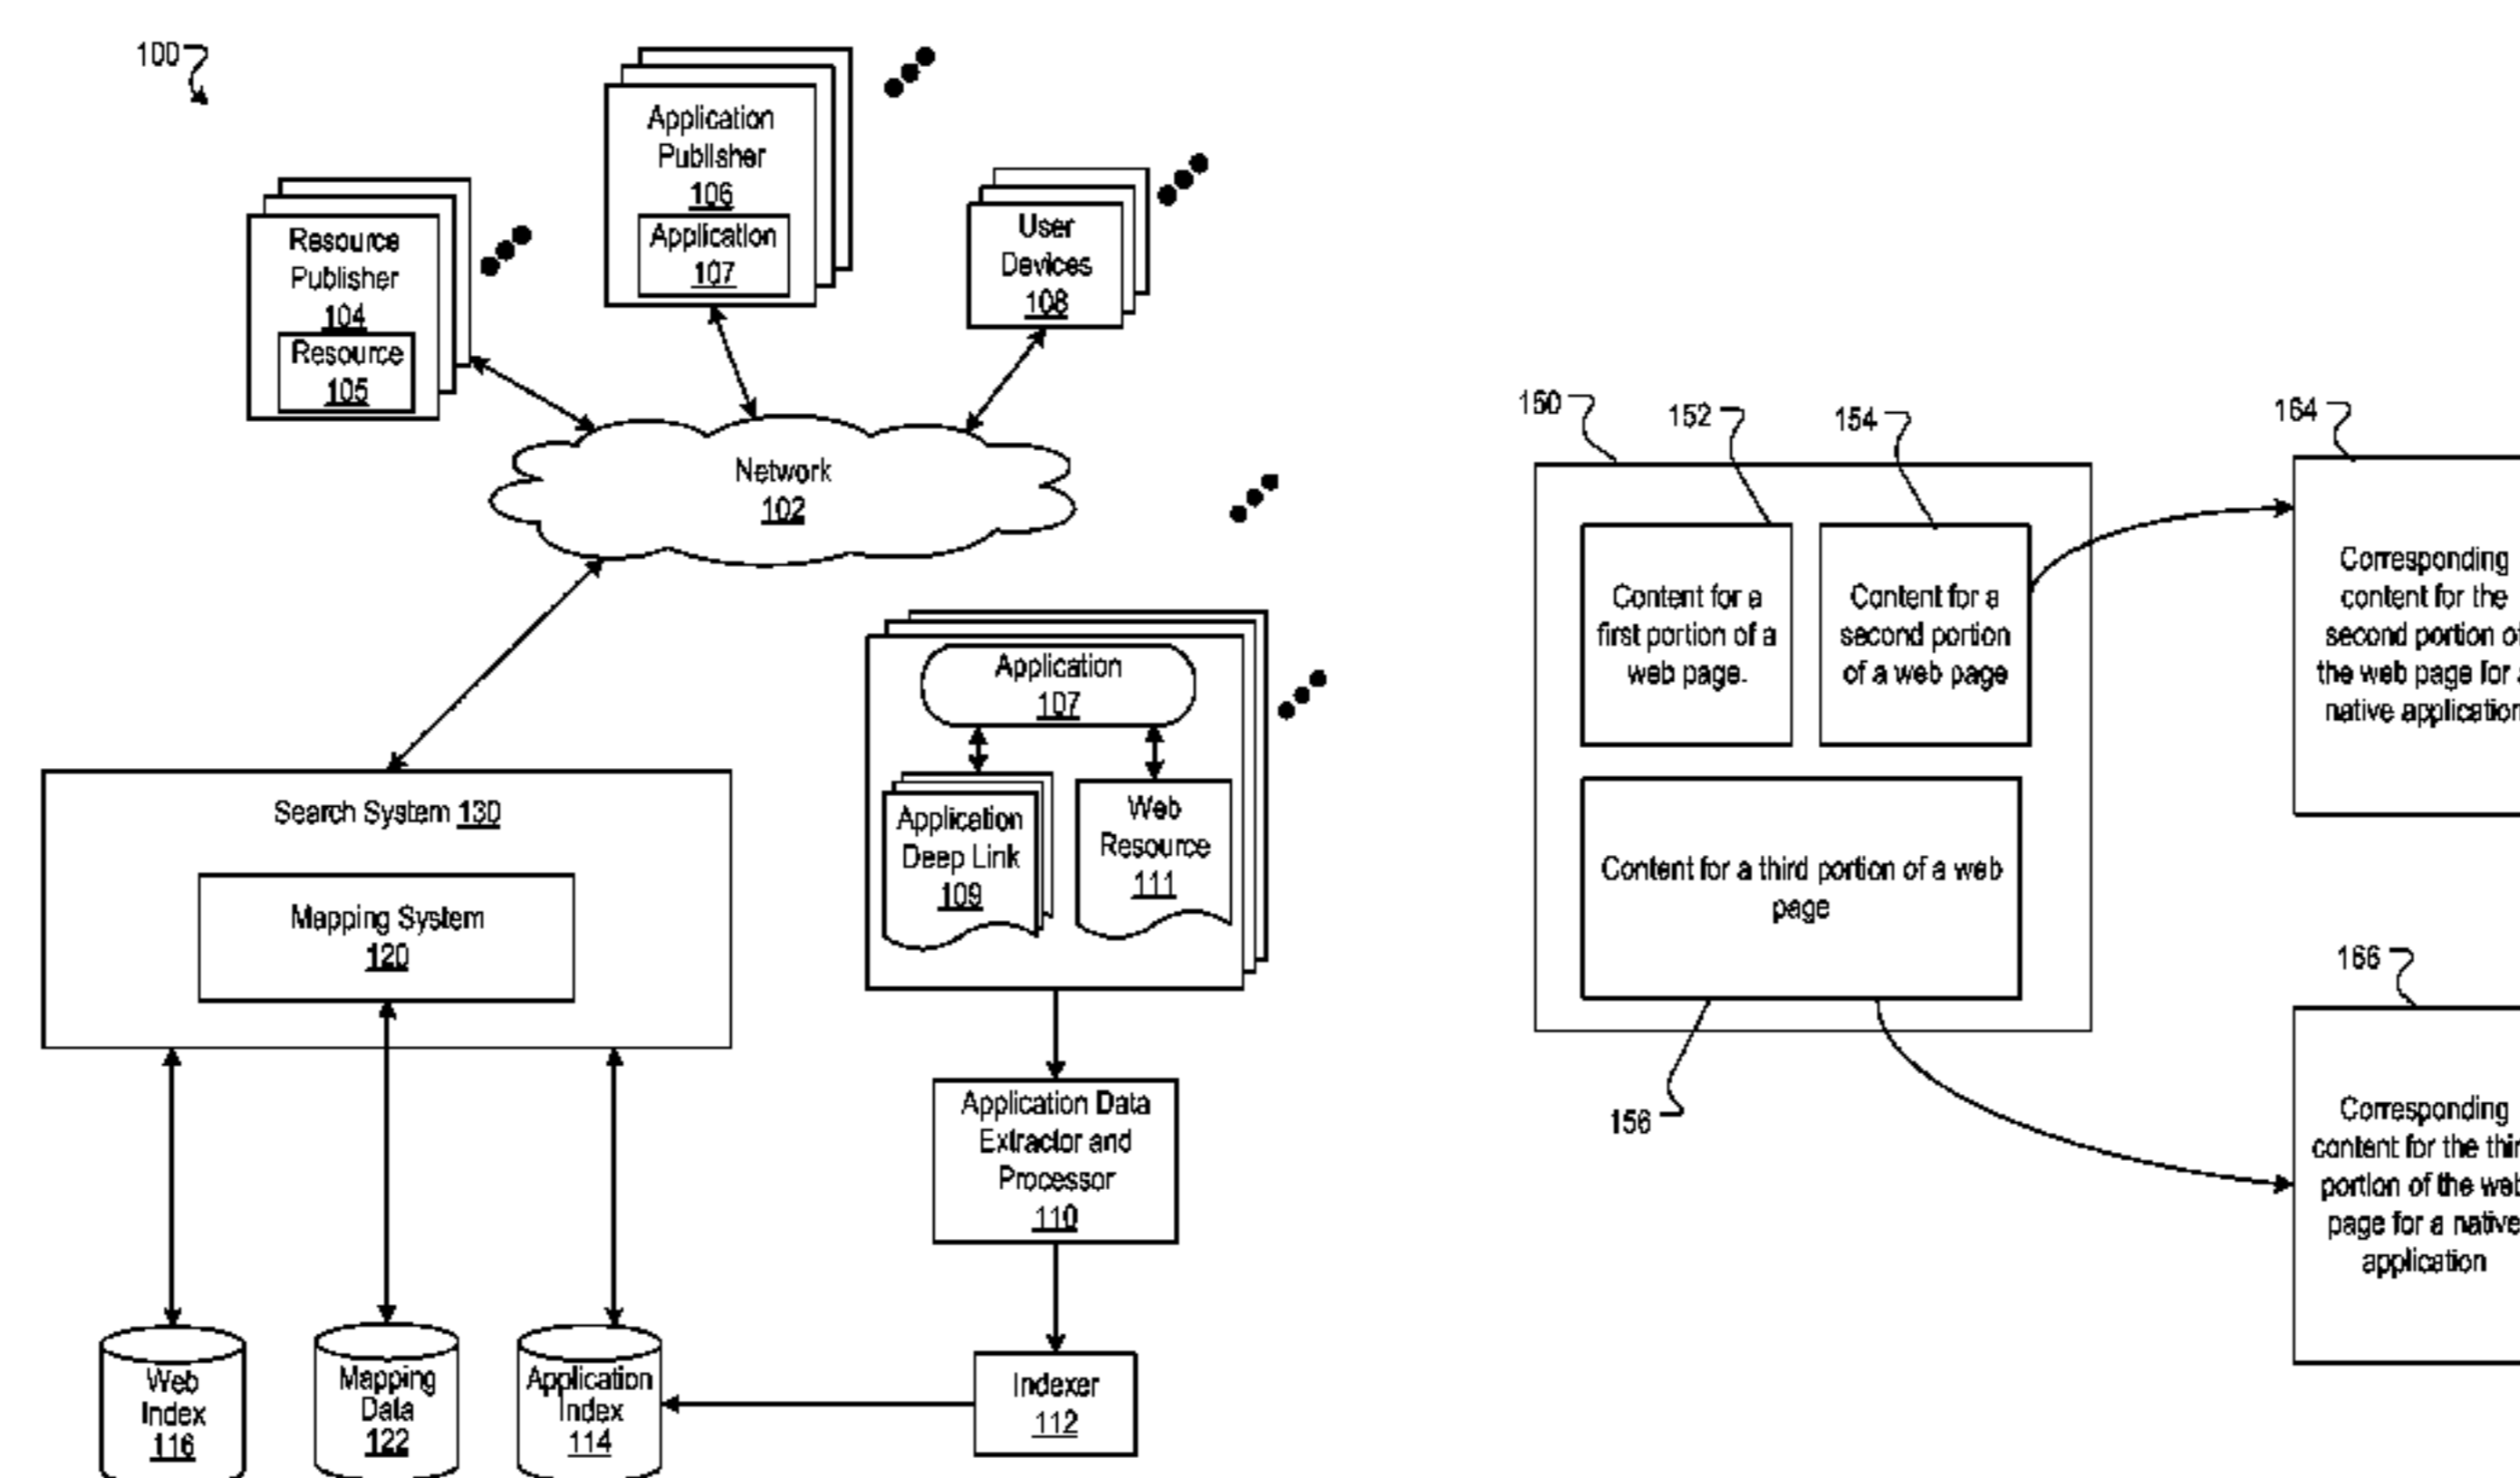 100
Application
Publisher
106
Application
107
Resource
Publisher
104
Resource
105
User
Devices
108
Network
102
Application
107
Application
Deep Link
109
Web
Resource
111
Search System 130
Mapping System
120
Application Data
Extractor and
Processor
110
Web
Index
116
Mapping
Data
122
Application
Index
114
Indexer
112
150
152
154
164
Content for a
first portion of a
web page.
Content for a
second portion
of a web page
Corresponding
content for the
second portion of
the web page for
native application
Content for a third portion of a web
page
156
166
Corresponding
content for the
portion of the web
page for a native
application